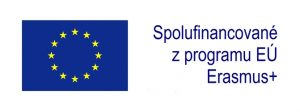 Spolufinancované
z programu EÚ
Erasmus+